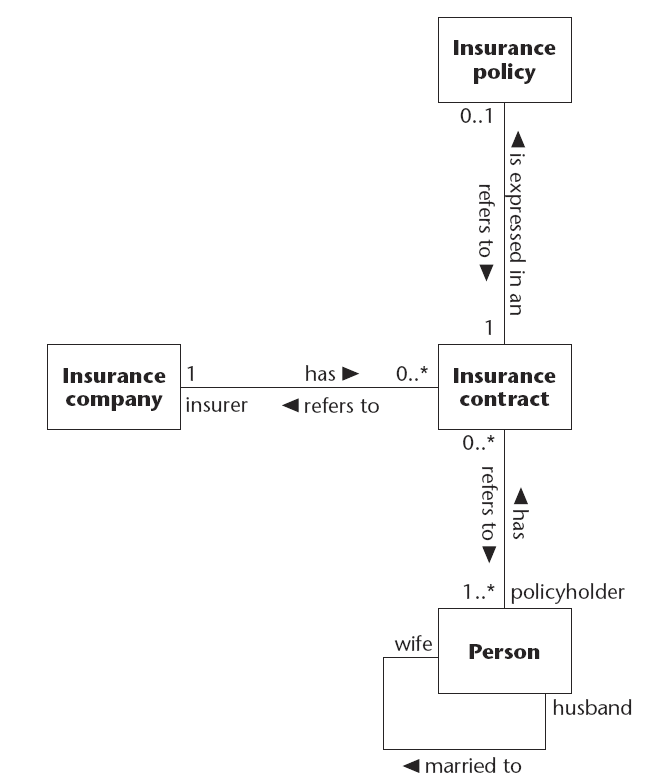 Insurance
policy
0..1
refers to ▼
▲ is expressed in an
1
Insurance
company
1
insurer
has ►
◄ refers to
0..*
Insurance
contract
0..*
refers to ▼
▲ has
1..*
policyholder
wife
Person
husband
◄ married to